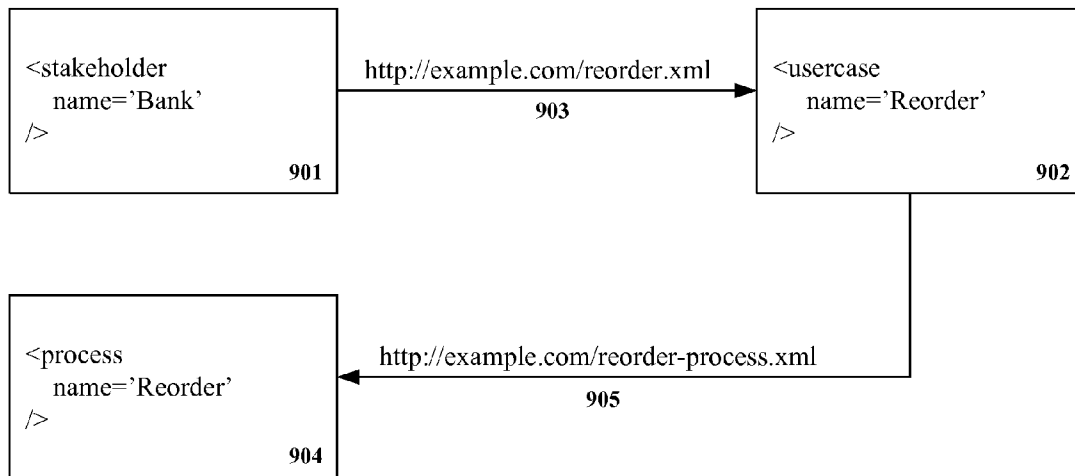 <stakeholder
name=’Bank’
/>
901
http://example.com/reorder.xml
903
<usercase
name=’Reorder’
/>
902
<process
name=’Reorder’
/>
904
http://example.com/reorder-process.xml
905